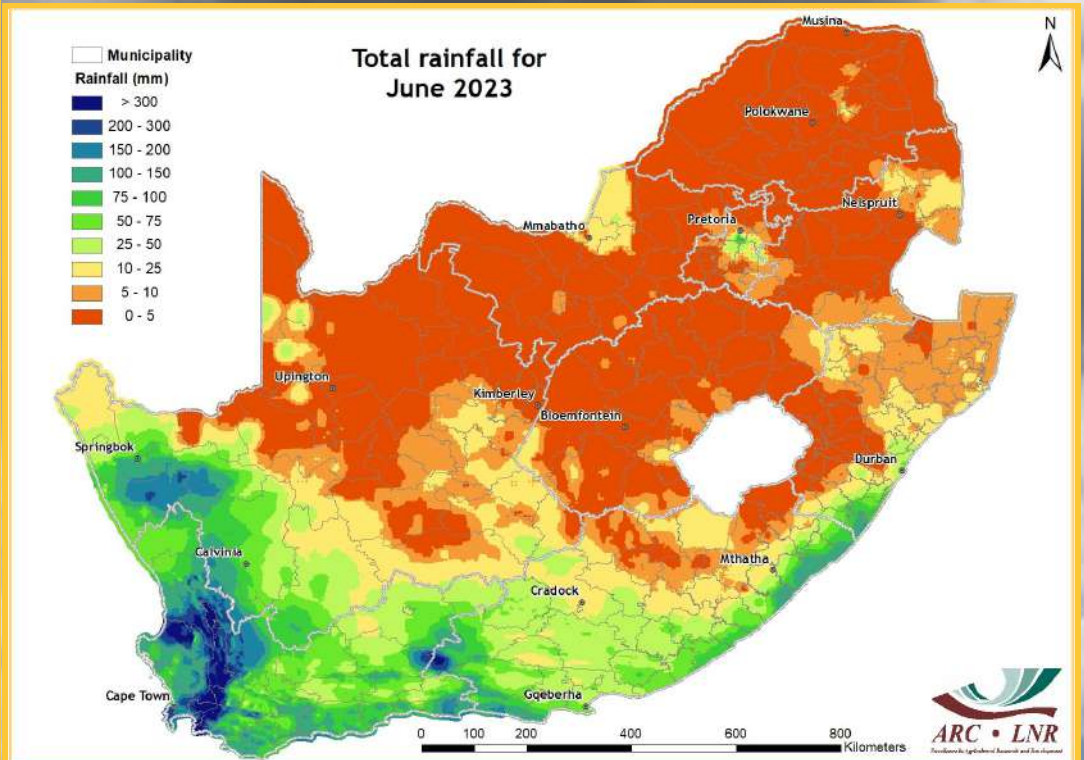 Total rainfall for
June 2023
Municipality
Rainfall (mm)
> 300
200 - 300
150 - 200
100 - 150
75 - 100
50 - 75
25 - 50
10 - 25
5 - 10
0 - 5
N
Musina
Polokwane
Nelspruit
Pretoria
Mmabatho
Upington
Kimberley
Bloemfontein
Springbok
Durban
Calvinia
Mthatha
Cradock
Cape Town
Gqeberha
100 50 0 100 200 400 600 800
Kilometers
ARC • LNR